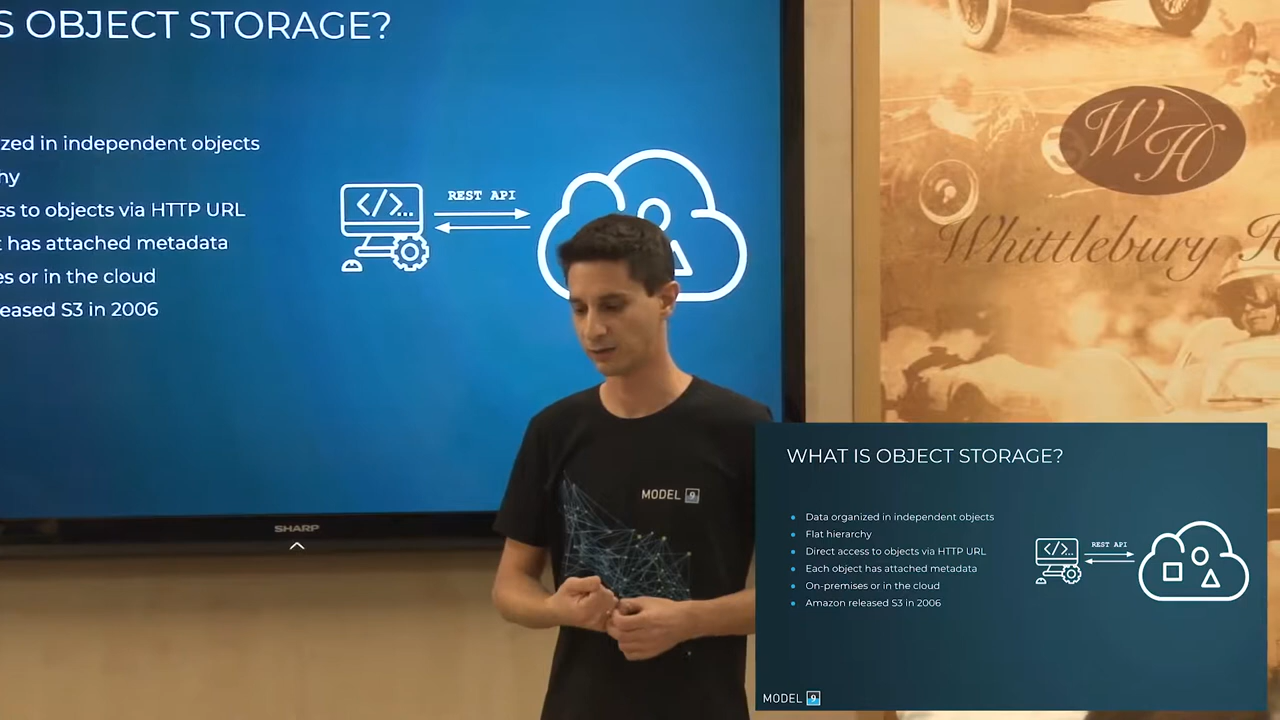 S OBJECT STORAGE?
zed in independent objects
hy
ss to objects via HTTP URL
t has attached metadata
es or in the cloud
eased S3 in 2006
</>...
REST API
SHARP
WH
Whittlebury H
MODEL 9
WHAT IS OBJECT STORAGE?
Data organized in independent objects
Flat hierarchy
Direct access to objects via HTTP URL
Each object has attached metadata
On-premises or in the cloud
Amazon released S3 in 2006
</>...
REST API
MODEL 9